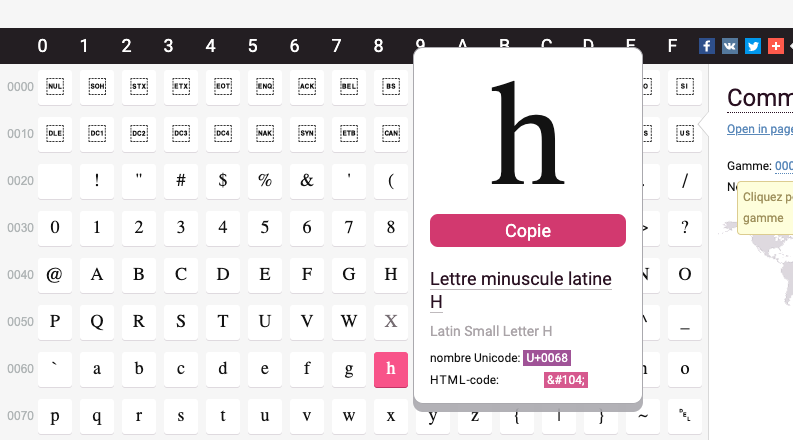 0 1 2 3 4 5 6 7 8 9 A B C D E F
0000 NUL SOH STX ETX EOT ENQ ACK BEL BS SI
0010 DLE DC1 DC2 DC3 DC4 NAK SYN ETB CAN US
0020 ! " # $ % & ' ( /
0030 0 1 2 3 4 5 6 7 8 > ?
0040 @ A B C D E F G H N O
0050 P Q R S T U V W X ^ _
0060 ` a b c d e f g h o
0070 p q r s t u v w x y z { | } ~ DEL
h
Copie
Lettre minuscule latine
H
Latin Small Letter H
nombre Unicode: U+0068
HTML-code: &#104;
Comm
Open in page
Gamme: 000
Cliquez p
gamme